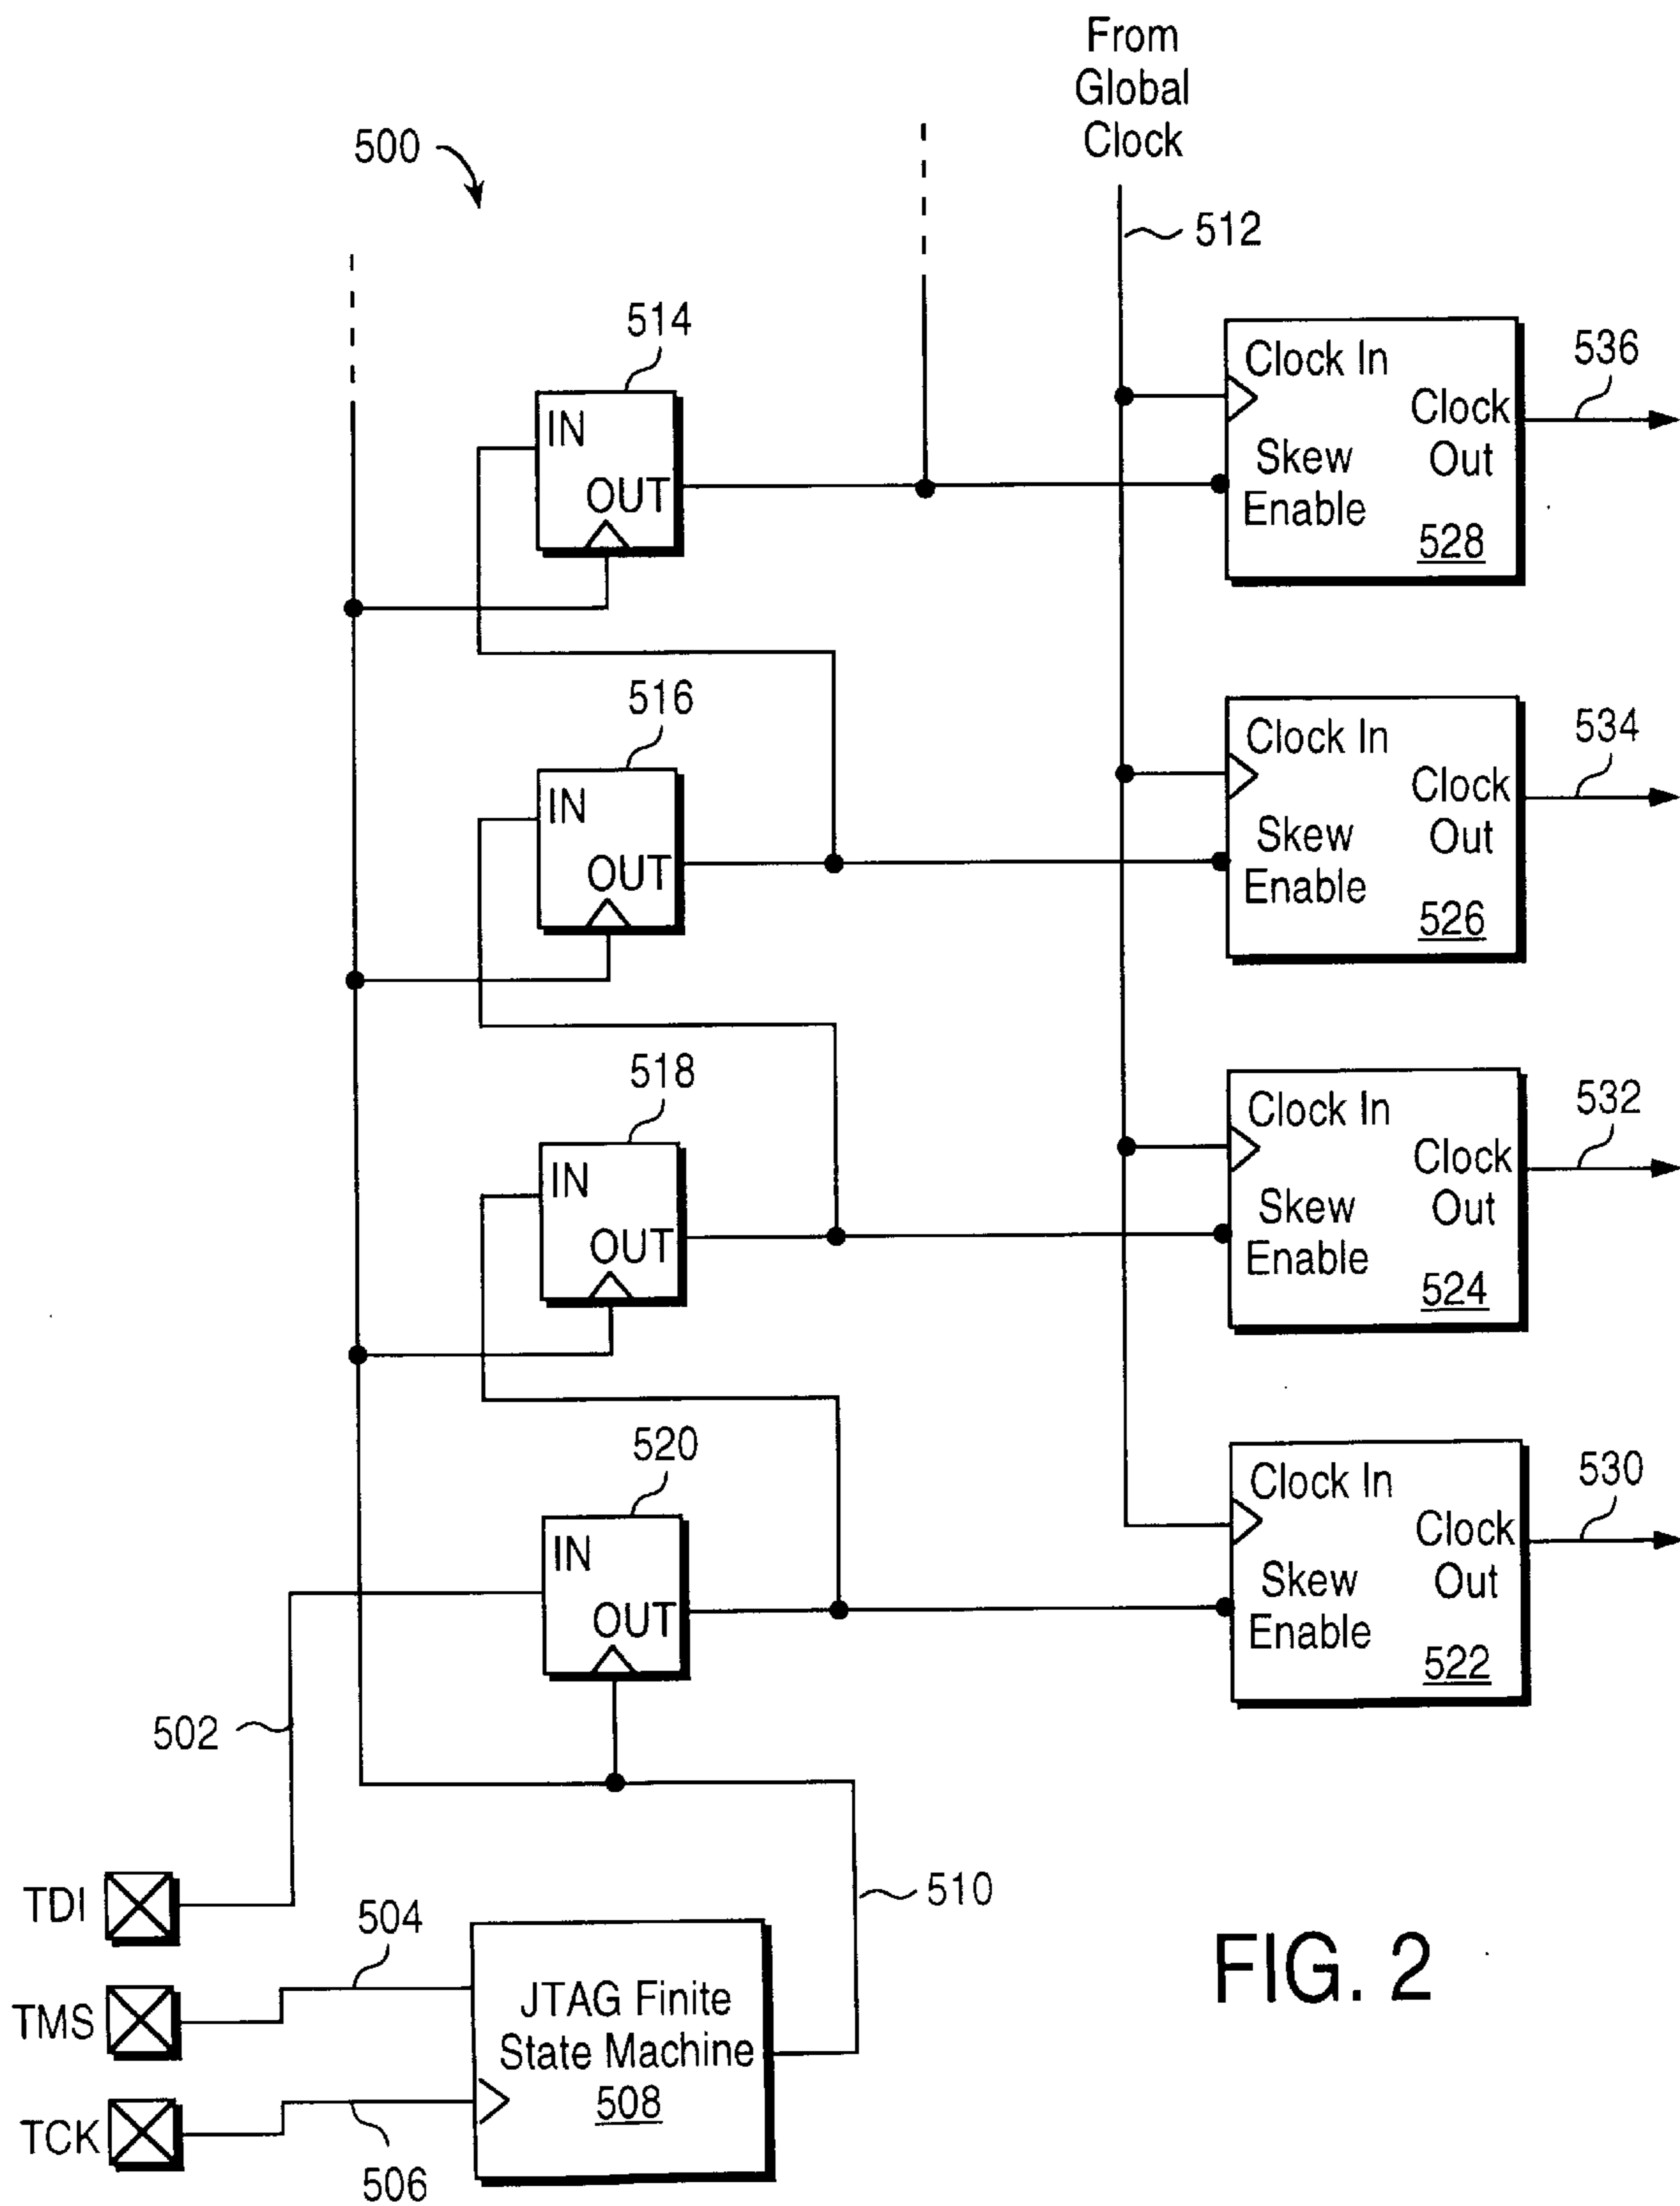 From
Global
Clock
500
512
514
IN
OUT
Clock In
Clock
Out
Skew
Enable
528
536
516
IN
OUT
Clock In
Clock
Out
Skew
Enable
526
534
518
IN
OUT
Clock In
Clock
Out
Skew
Enable
524
532
520
IN
OUT
Clock In
Clock
Out
Skew
Enable
522
530
502
TDI
504
510
TMS
JTAG Finite
State Machine
508
TCK
506
FIG. 2